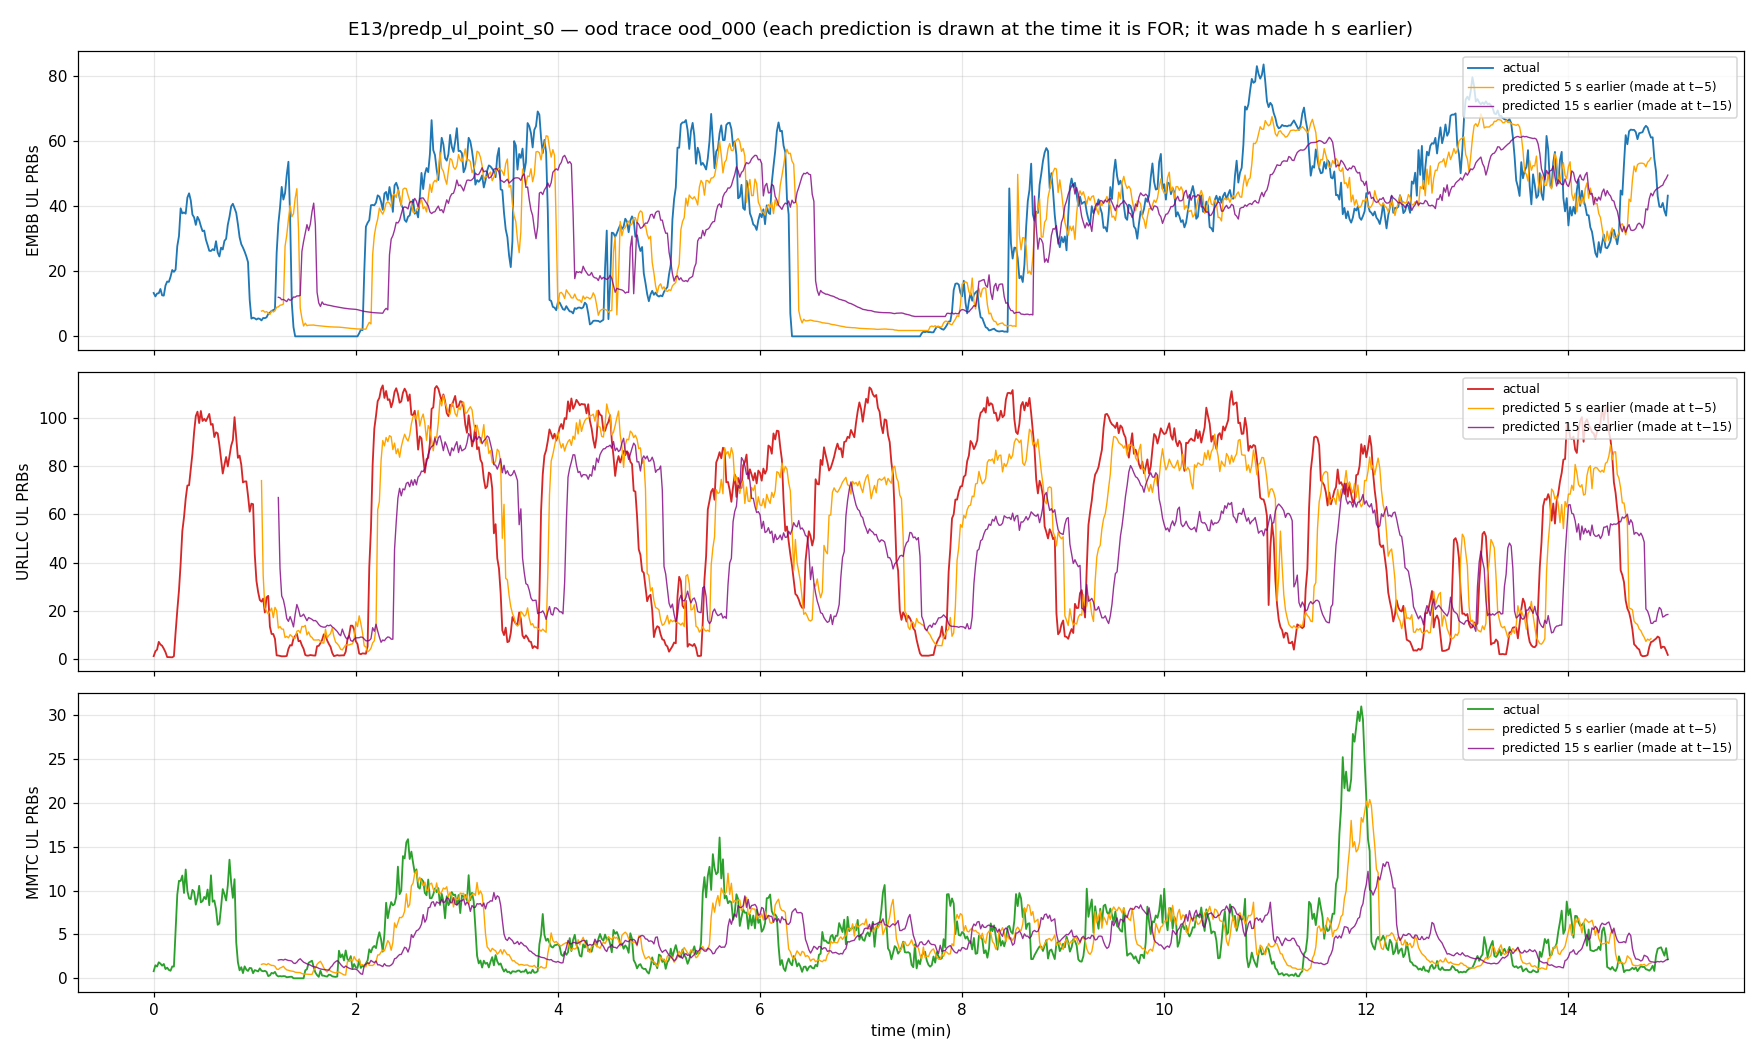 E13/predp_ul_point_s0 — ood trace ood_000 (each prediction is drawn at the time it is FOR; it was made h s earlier)
EMBB UL PRBs
80
60
40
20
0
actual
predicted 5 s earlier (made at t−5)
predicted 15 s earlier (made at t−15)
URLLC UL PRBs
100
80
60
40
20
0
actual
predicted 5 s earlier (made at t−5)
predicted 15 s earlier (made at t−15)
MMTC UL PRBs
30
25
20
15
10
5
0
actual
predicted 5 s earlier (made at t−5)
predicted 15 s earlier (made at t−15)
0 2 4 6 8 10 12 14
time (min)